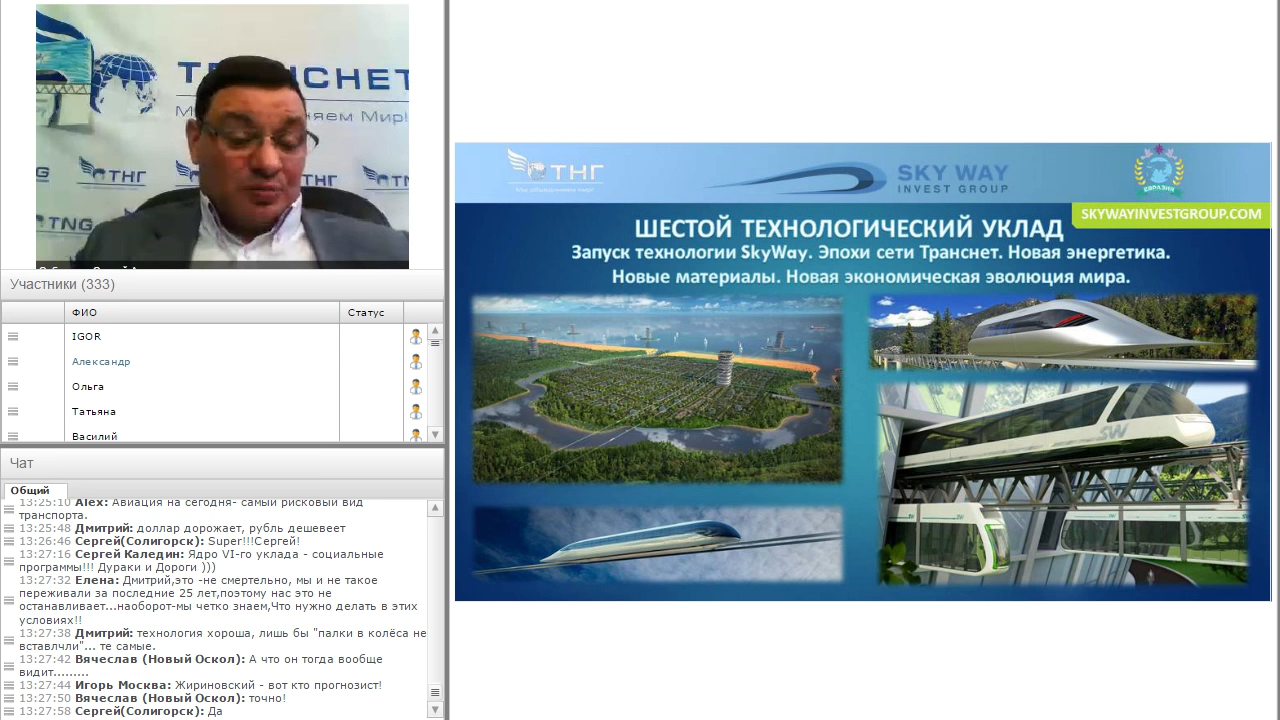 ТРАНСНЕТ
няем Мир!
TNG
TNG
Участники (333)
ФИО
Статус
IGOR
Александр
Ольга
Татьяна
Василий
Чат
Общий
13:25:10 Alex: Авиация на сегодня- самый рисковый вид
транспорта.
13:25:48 Дмитрий: доллар дорожает, рубль дешевеет
13:26:46 Сергей(Солигорск): Super!!!Сергей!
13:27:16 Сергей Каледин: Ядро VI-го уклада - социальные
программы!!! Дураки и Дороги )))
13:27:32 Елена: Дмитрий,это -не смертельно, мы и не такое
переживали за последние 25 лет,поэтому нас это не
останавливает...наоборот-мы четко знаем,Что нужно делать в этих
условиях!!
13:27:38 Дмитрий: технология хороша, лишь бы "палки в колёса не
вставлчли"... те самые.
13:27:42 Вячеслав (Новый Оскол): А что он тогда вообще
видит.........
13:27:44 Игорь Москва: Жириновский - вот кто прогнозист!
13:27:50 Вячеслав (Новый Оскол): точно!
13:27:58 Сергей(Солигорск): Да
ТНГ
SKY WAY
INVEST GROUP
ЕВРАЗИЯ
SKYWAYINVESTGROUP.COM
ШЕСТОЙ ТЕХНОЛОГИЧЕСКИЙ УКЛАД
Запуск технологии SkyWay. Эпохи сети Транснет. Новая энергетика.
Новые материалы. Новая экономическая эволюция мира.
SW